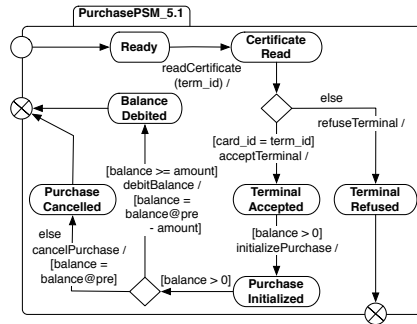 PurchasePSM_5.1
Ready
Certificate
Read
readCertificate
(term_id) /
Balance
Debited
else
refuseTerminal /
[card_id = term_id]
acceptTerminal /
[balance >= amount]
debitBalance /
[balance =
balance@pre
- amount]
Purchase
Cancelled
Terminal
Accepted
Terminal
Refused
else
cancelPurchase /
[balance =
balance@pre]
[balance > 0]
initializePurchase /
[balance > 0]
Purchase
Initialized